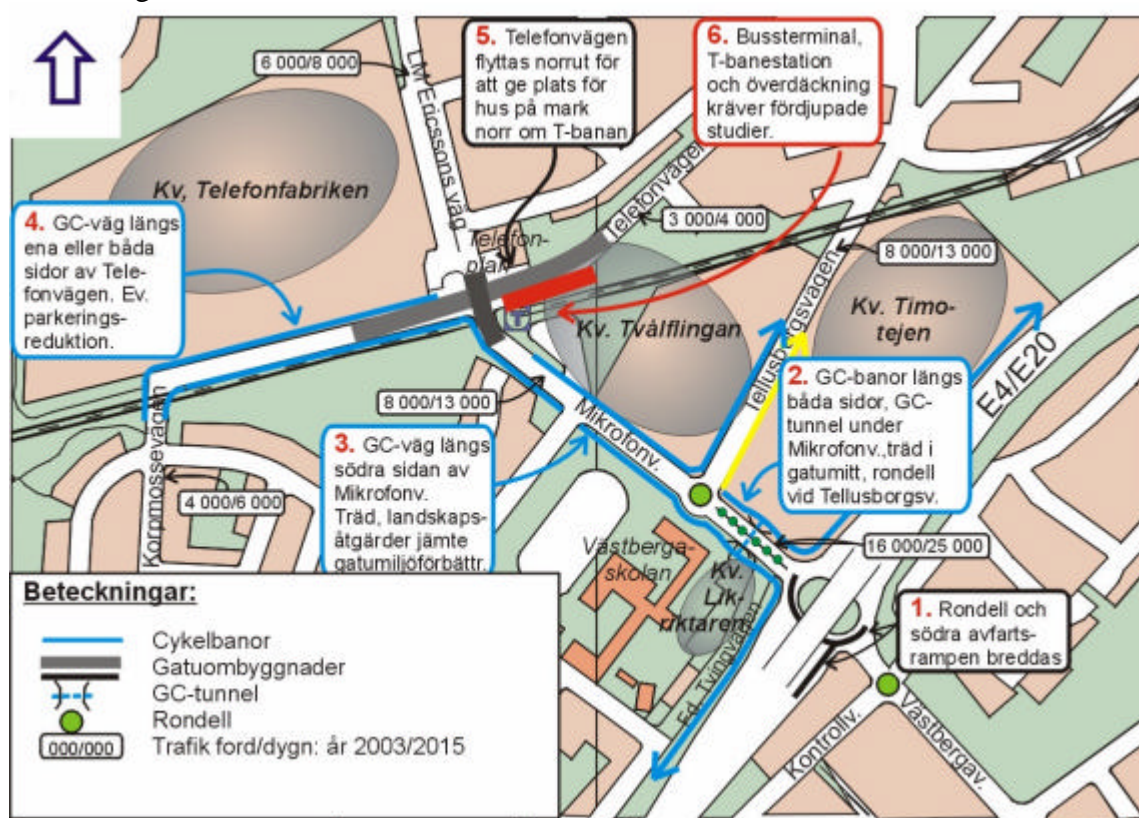 6 000/8 000
LM Ericssons väg
5. Telefonvägen
flyttas norrut för
att ge plats för
hus på mark
norr om T-banan
6. Bussterminal,
T-banestation
och överdäckning
kräver fördjupade
studier.
Kv, Telefonfabriken
Telefonvägen
3 000/4 000
4. GC-väg längs
ena eller båda
sidor av Tele-
fonvägen. Ev.
parkerings-
reduktion.
Telefon-
plan
T
Kv. Tvålflingan
Tellusborgsvägen
8 000/13 000
Kv. Timo-
tejen
E4/E20
8 000/13 000
Mikrofonv.
2. GC-banor längs
båda sidor, GC-
tunnel under
Mikrofonv.,träd i
gatumitt, rondell
vid Tellusborgsv.
3. GC-väg längs
södra sidan av
Mikrofonv.
Träd, landskaps-
åtgärder jämte
gatumiljöförbättr.
Korpmossevägen
4 000/6 000
16 000/25 000
Västberga-
skolan
Kv.
Lik-
riktaren
Fd. Tvingvägen
1. Rondell och
södra avfarts-
rampen breddas
Kontrollv.
Västbergav.
Beteckningar:
Cykelbanor
Gatuombyggnader
GC-tunnel
Rondell
000/000 Trafik ford/dygn: år 2003/2015